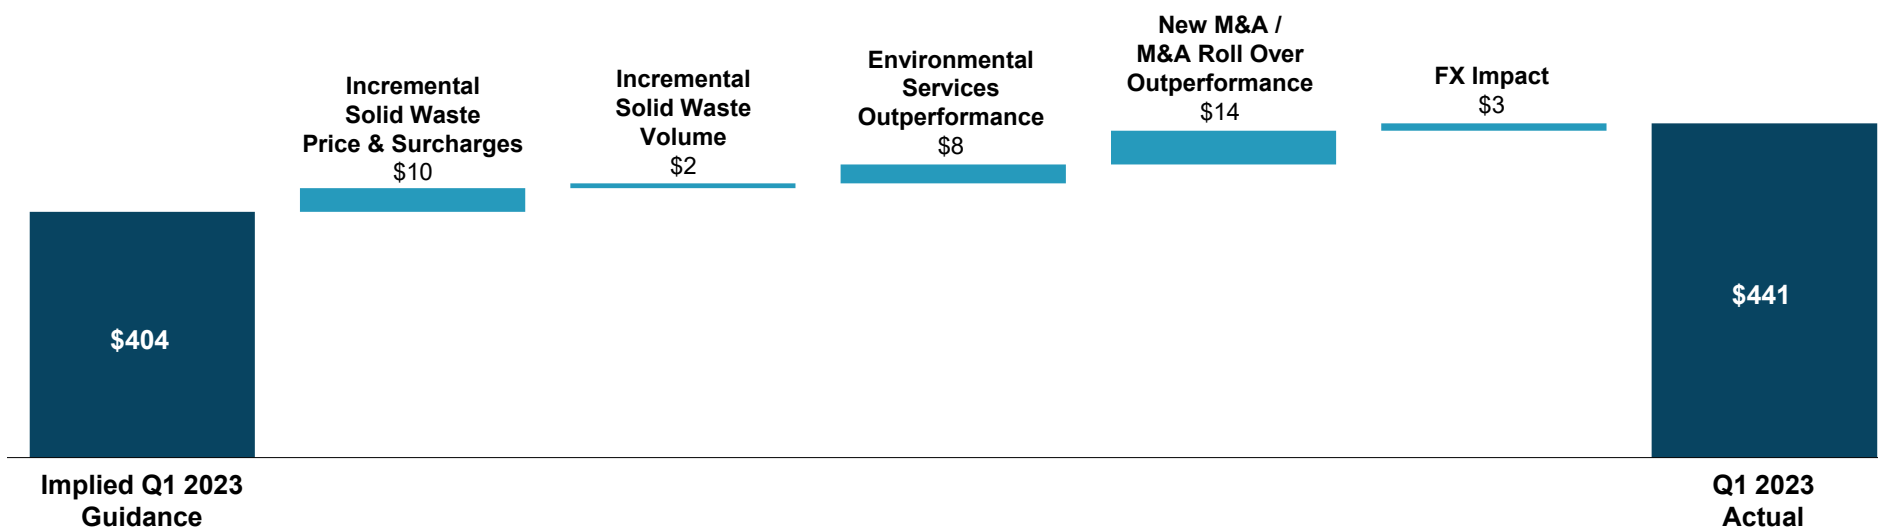 Incremental
Solid Waste
Price & Surcharges
$10
Incremental
Solid Waste
Volume
$2
Environmental
Services
Outperformance
$8
New M&A /
M&A Roll Over
Outperformance
$14
FX Impact
$3
$404
$441
Implied Q1 2023
Guidance
Q1 2023
Actual